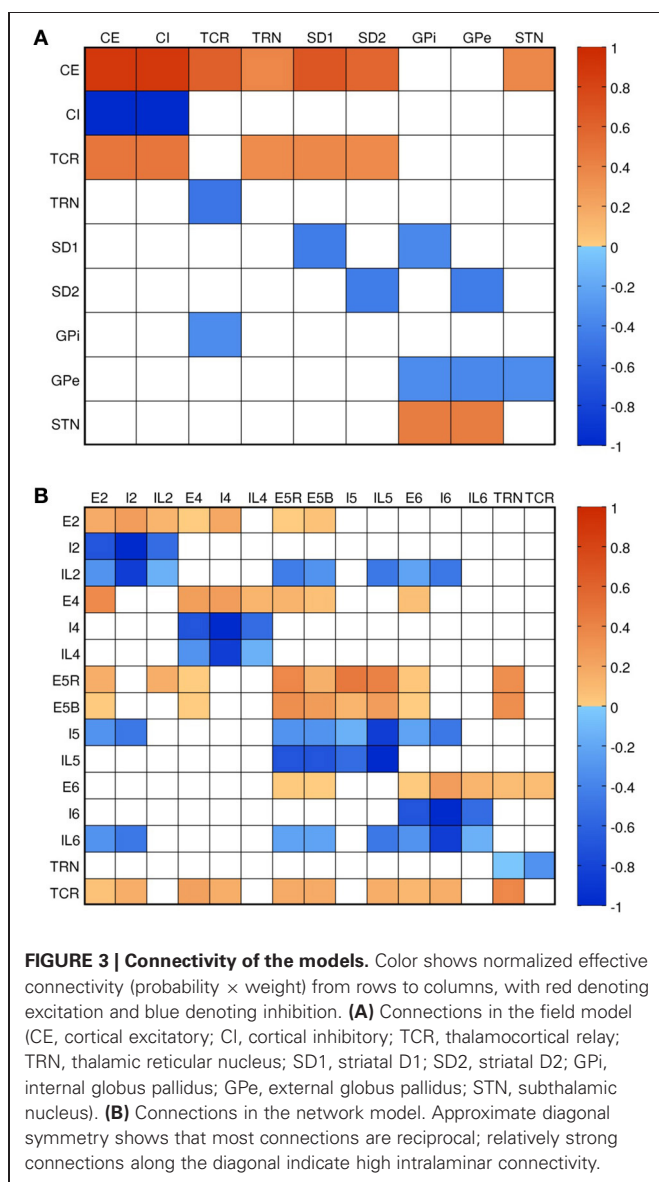 A
CE CI TCR TRN SD1 SD2 GPi GPe STN
CE
CI
TCR
TRN
SD1
SD2
GPi
GPe
STN
1
0.8
0.6
0.4
0.2
0
-0.2
-0.4
-0.6
-0.8
-1
B
E2 I2 IL2 E4 I4 IL4 E5R E5B I5 IL5 E6 I6 IL6 TRN TCR
E2
I2
IL2
E4
I4
IL4
E5R
E5B
I5
IL5
E6
I6
IL6
TRN
TCR
1
0.8
0.6
0.4
0.2
0
-0.2
-0.4
-0.6
-0.8
-1
FIGURE 3 | Connectivity of the models. Color shows normalized effective
connectivity (probability × weight) from rows to columns, with red denoting
excitation and blue denoting inhibition. (A) Connections in the field model
(CE, cortical excitatory; CI, cortical inhibitory; TCR, thalamocortical relay;
TRN, thalamic reticular nucleus; SD1, striatal D1; SD2, striatal D2; GPi,
internal globus pallidus; GPe, external globus pallidus; STN, subthalamic
nucleus). (B) Connections in the network model. Approximate diagonal
symmetry shows that most connections are reciprocal; relatively strong
connections along the diagonal indicate high intralaminar connectivity.